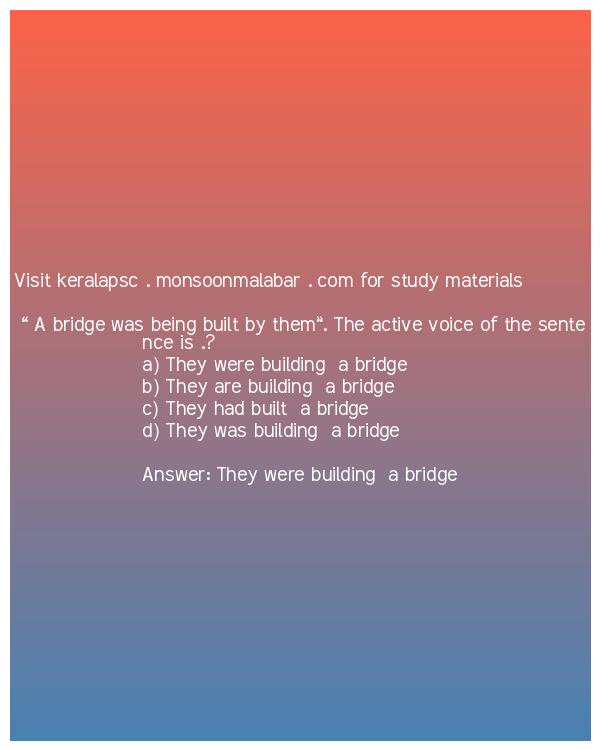 Visit keralapsc . monsoonmalabar . com for study materials
“ A bridge was being built by them”. The active voice of the sente
nce is .?
a) They were building  a bridge
b) They are building  a bridge
c) They had built  a bridge
d) They was building  a bridge
Answer: They were building  a bridge